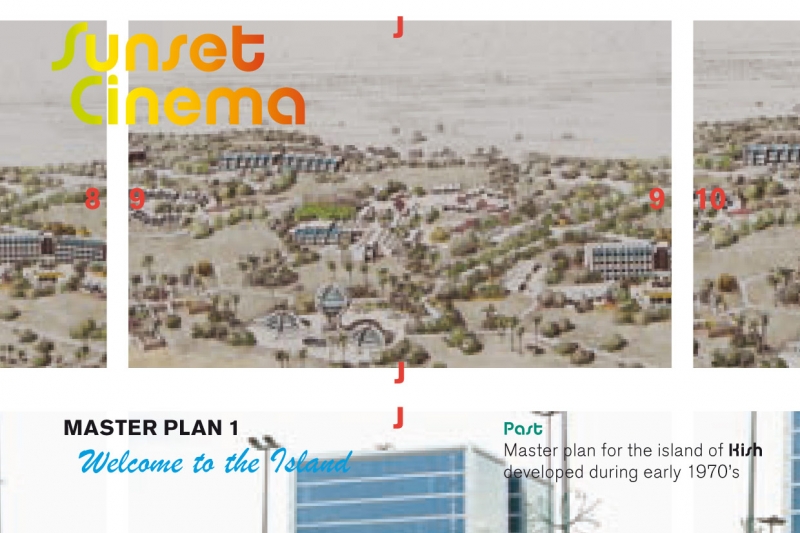 Sunset
Cinema
J
8 9 9 10
J
J
MASTER PLAN 1
Welcome to the Island
Past
Master plan for the island of Kish
developed during early 1970's